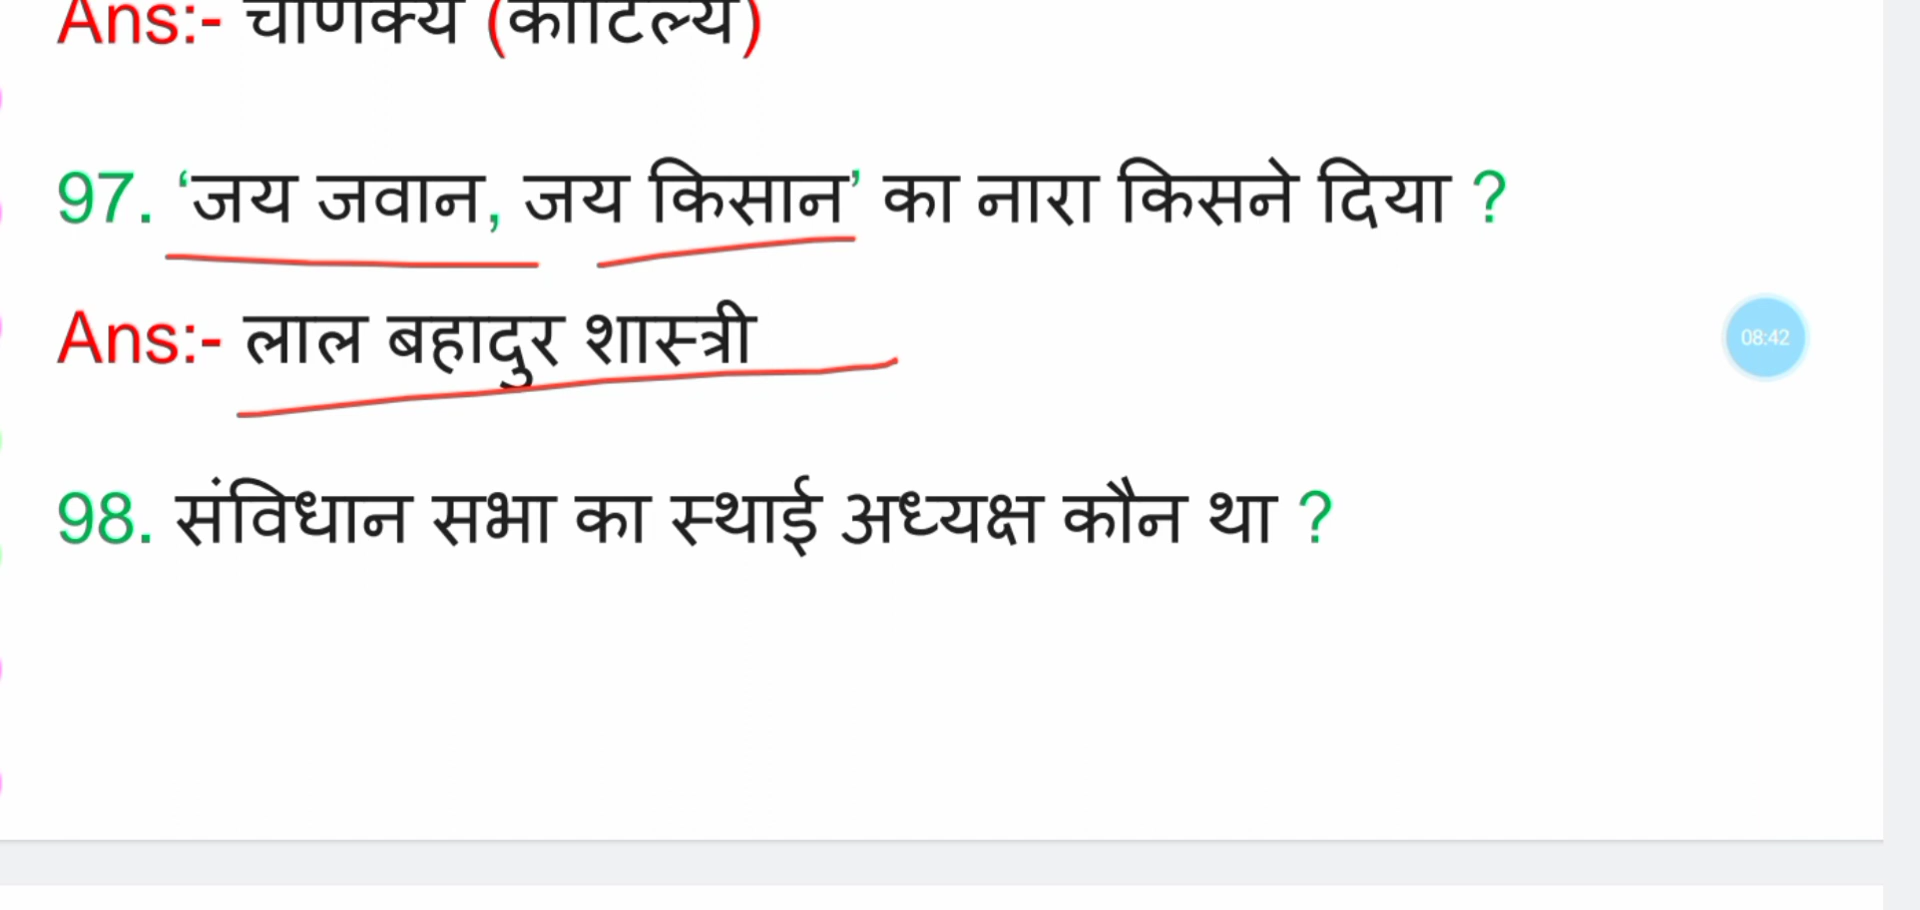 Ans:- चाणक्य (कौटिल्य)
97. ‘जय जवान, जय किसान’ का नारा किसने दिया ?
Ans:- लाल बहादुर शास्त्री
08:42
98. संविधान सभा का स्थाई अध्यक्ष कौन था ?